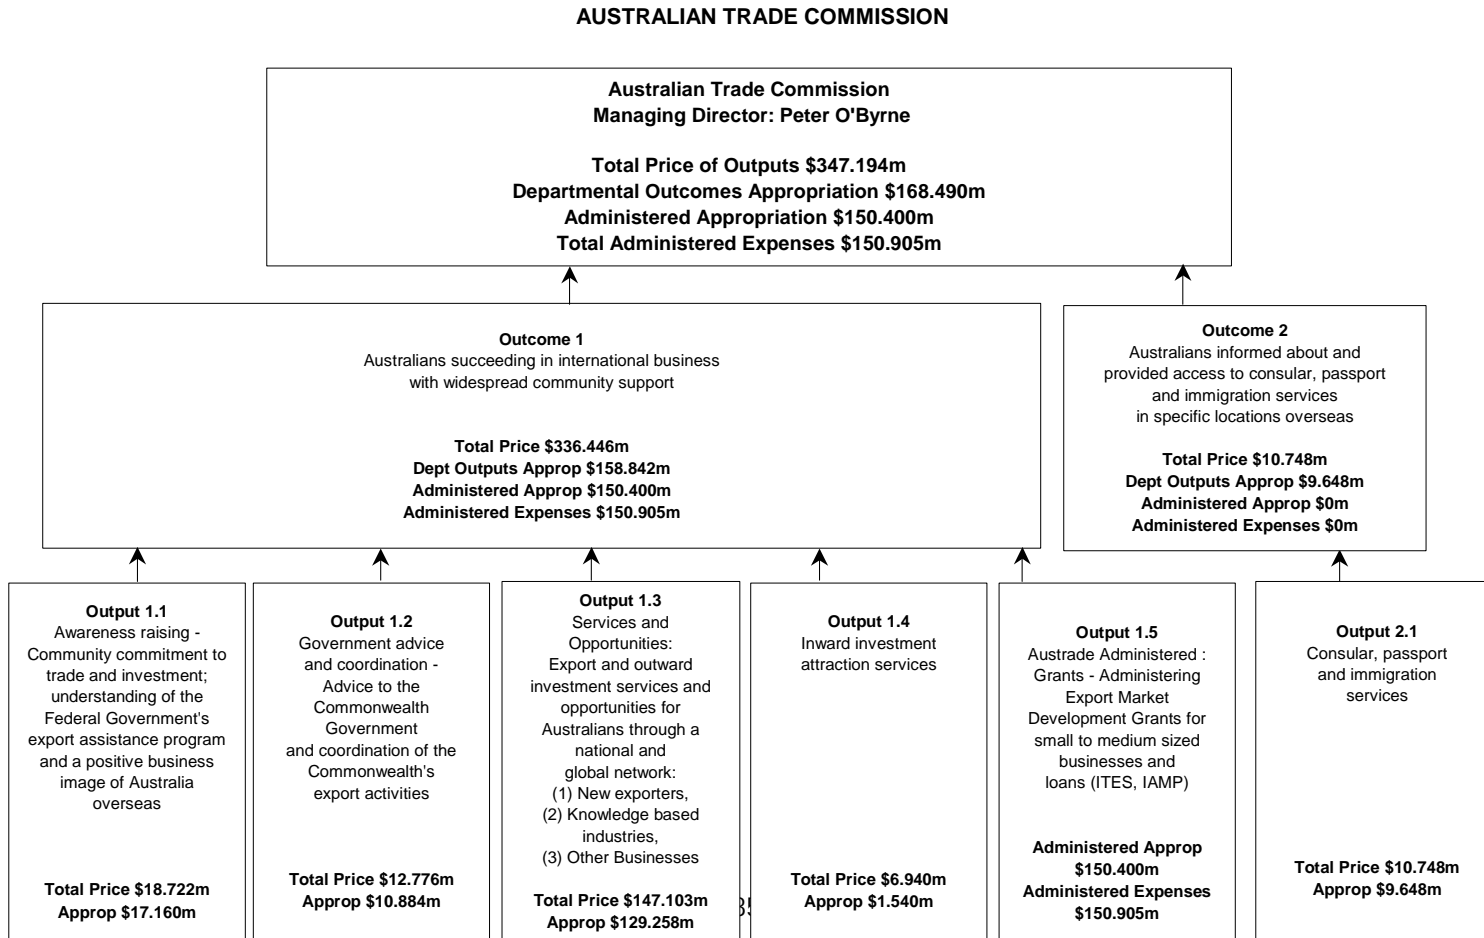 AUSTRALIAN TRADE COMMISSION
Australian Trade Commission
Managing Director: Peter O'Byrne
Total Price of Outputs $347.194m
Departmental Outcomes Appropriation $168.490m
Administered Appropriation $150.400m
Total Administered Expenses $150.905m
Outcome 1
Australians succeeding in international business
with widespread community support
Total Price $336.446m
Dept Outputs Approp $158.842m
Administered Approp $150.400m
Administered Expenses $150.905m
Outcome 2
Australians informed about and
provided access to consular, passport
and immigration services
in specific locations overseas
Total Price $10.748m
Dept Outputs Approp $9.648m
Administered Approp $0m
Administered Expenses $0m
Output 1.1
Awareness raising -
Community commitment to
trade and investment;
understanding of the
Federal Government's
export assistance program
and a positive business
image of Australia
overseas
Total Price $18.722m
Approp $17.160m
Output 1.2
Government advice
and coordination -
Advice to the
Commonwealth
Government
and coordination of the
Commonwealth's
export activities
Total Price $12.776m
Approp $10.884m
Output 1.3
Services and
Opportunities:
Export and outward
investment services and
opportunities for
Australians through a
national and
global network:
(1) New exporters,
(2) Knowledge based
industries,
(3) Other Businesses
Total Price $147.103m
Approp $129.258m
Output 1.4
Inward investment
attraction services
Total Price $6.940m
Approp $1.540m
Output 1.5
Austrade Administered :
Grants - Administering
Export Market
Development Grants for
small to medium sized
businesses and
loans (ITES, IAMP)
Administered Approp
$150.400m
Administered Expenses
$150.905m
Output 2.1
Consular, passport
and immigration
services
Total Price $10.748m
Approp $9.648m